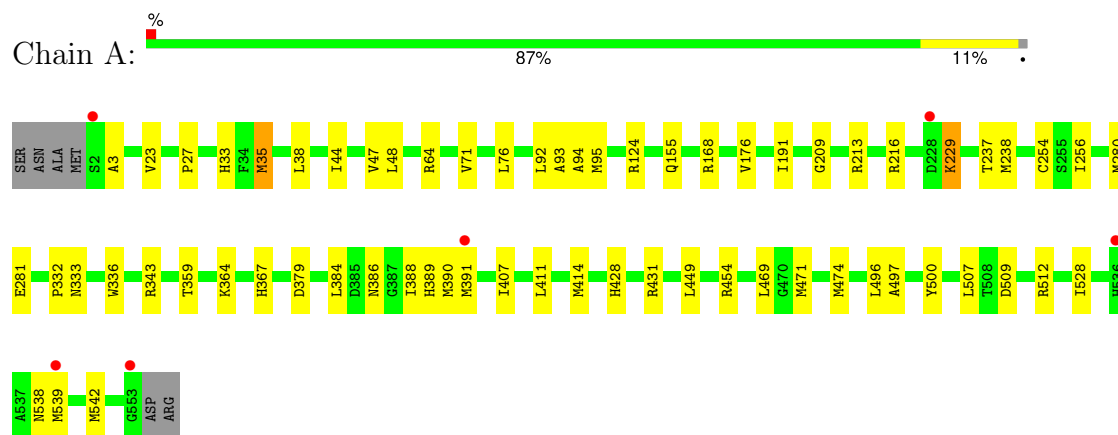 %
Chain A:
87% 11% •
SER ASN ALA MET S2 A3 V23 P27 H33 F34 M35 L38 I44 V47 L48 R64 V71 L76 L92 A93 A94 M95 R124 Q155 R168 V176 I191 G209 R213 R216 D228 K229 T237 M238 C254 S255 I256 M280
E281 P332 N333 W336 R343 T359 K364 H367 D379 L384 D385 N386 G387 I388 H389 M390 M391 I407 L411 M414 H428 R431 L449 R454 L469 G470 M471 M474 L496 A497 Y500 L507 T508 D509 R512 I528 H536
A537 N538 M539 M542 G553 ASP ARG